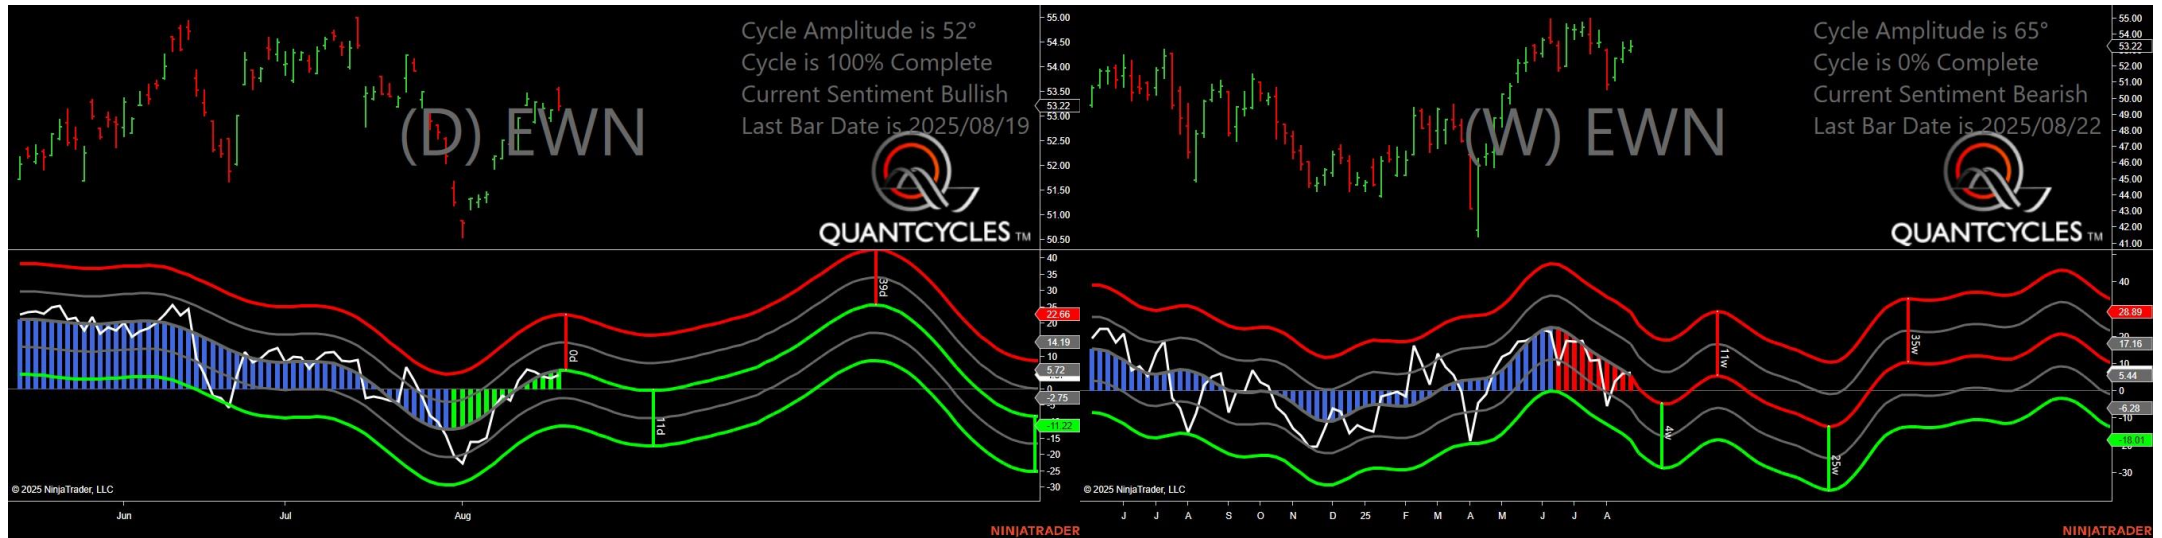 Cycle Amplitude is 52°
Cycle is 100% Complete
Current Sentiment Bullish
Last Bar Date is 2025/08/19
(D) EWN
QUANTCYCLES TM
55.00
54.50
54.00
53.50
53.22
53.00
52.50
52.00
51.50
51.00
50.50
40
35
30
25
22.66
20
14.19
10
5.72
0
-2.75
-5
-11.22
-15
-20
-25
-30
0d
11d
39d
© 2025 NinjaTrader, LLC
Jun
Jul
Aug
NINJATRADER
Cycle Amplitude is 65°
Cycle is 0% Complete
Current Sentiment Bearish
Last Bar Date is 2025/08/22
(W) EWN
QUANTCYCLES TM
55.00
54.00
53.22
52.00
51.00
50.00
49.00
48.00
47.00
46.00
45.00
44.00
43.00
42.00
41.00
40
28.89
20
17.16
10
5.44
0
-6.28
-10
-18.01
-30
4w
11w
25w
35w
© 2025 NinjaTrader, LLC
J
J
A
S
O
N
D
25
F
M
A
M
J
J
A
NINJATRADER